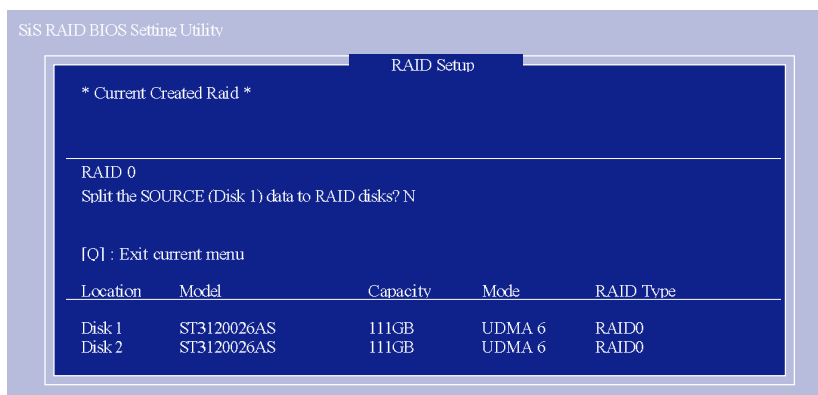 SiS RAID BIOS Setting Utility
RAID Setup
* Current Created Raid *
RAID 0
Split the SOURCE (Disk 1) data to RAID disks? N
[Q] : Exit current menu
Location Model Capacity Mode RAID Type
Disk 1 ST3120026AS 111GB UDMA 6 RAID0
Disk 2 ST3120026AS 111GB UDMA 6 RAID0